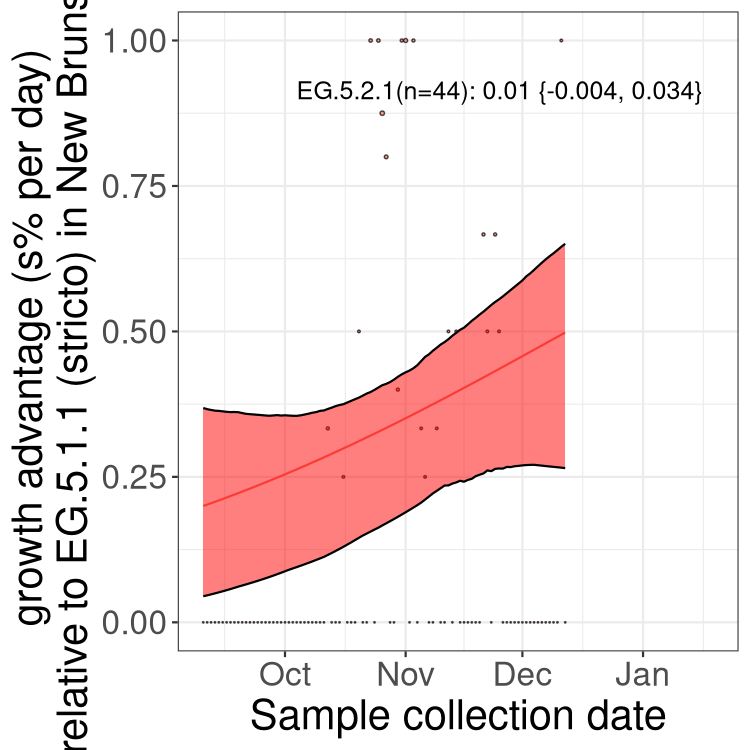 growth advantage (s% per day)
relative to EG.5.1.1 (stricto) in New Bruns
1.00
0.75
0.50
0.25
0.00
EG.5.2.1(n=44): 0.01 {-0.004, 0.034}
Oct Nov Dec Jan
Sample collection date